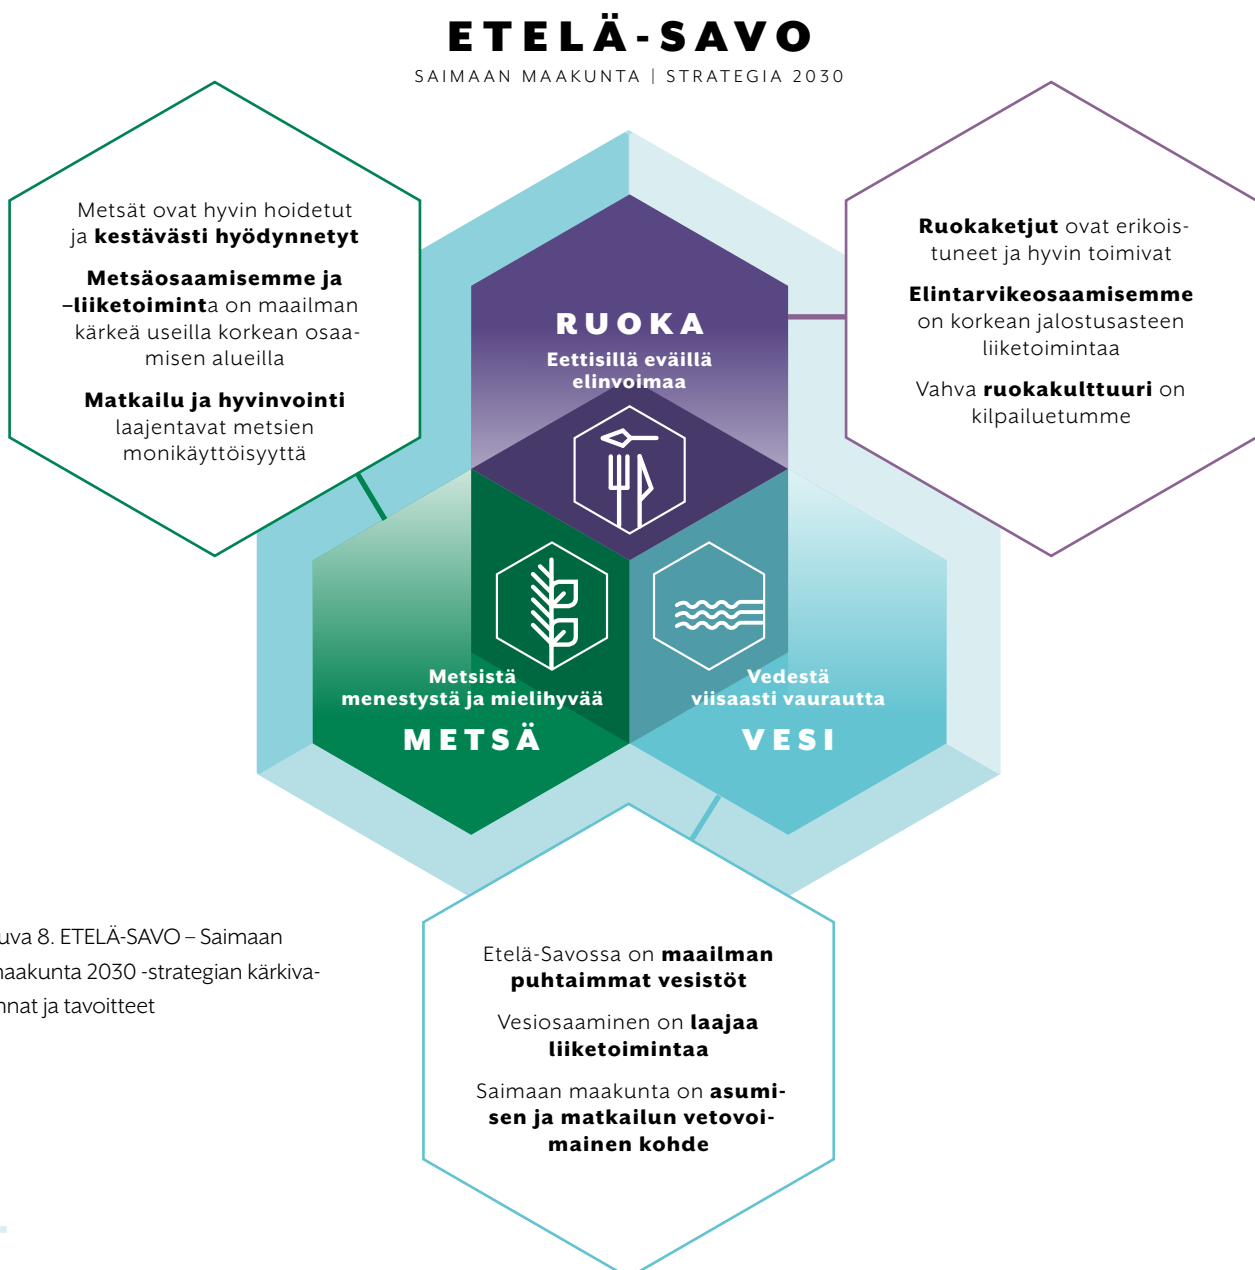 ETELÄ-SAVO
SAIMAAN MAAKUNTA | STRATEGIA 2030
Metsät ovat hyvin hoidetut
ja kestävästi hyödynnetyt
Metsäosaamisemme ja
–liiketoiminta on maailman
kärkeä useilla korkean osaa-
misen alueilla
Matkailu ja hyvinvointi
laajentavat metsien
monikäyttöisyyttä
Ruokaketjut ovat erikois-
tuneet ja hyvin toimivat
Elintarvikeosaamisemme
on korkean jalostusasteen
liiketoimintaa
Vahva ruokakulttuuri on
kilpailuetumme
RUOKA
Eettisillä eväillä
elinvoimaa
Metsistä
menestystä ja mielihyvää
METSÄ
Vedestä
viisaasti vaurautta
VESI
uva 8. ETELÄ-SAVO – Saimaan
naakunta 2030 -strategian kärkiva-
nnat ja tavoitteet
Etelä-Savossa on maailman
puhtaimmat vesistöt
Vesiosaaminen on laajaa
liiketoimintaa
Saimaan maakunta on asumi-
sen ja matkailun vetovoi-
mainen kohde